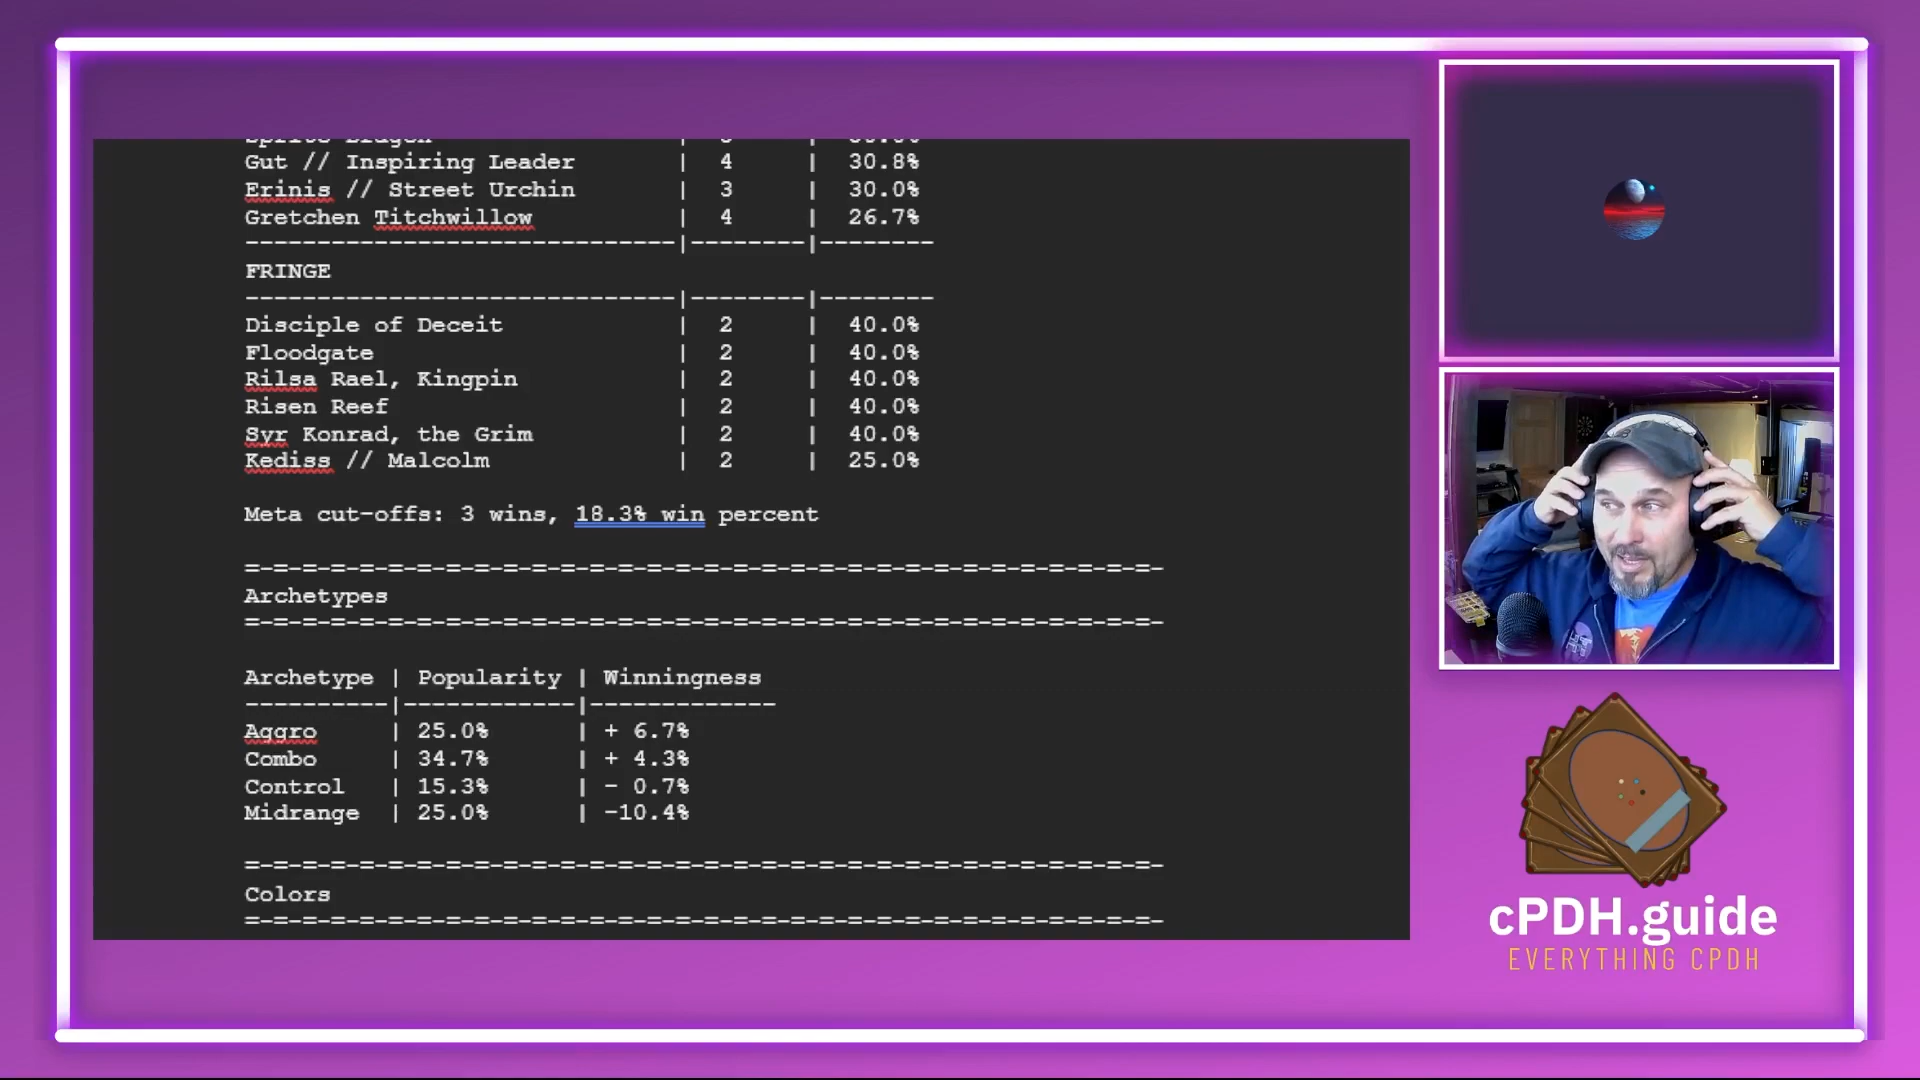 Gut // Inspiring Leader | 4 | 30.8%
Erinis // Street Urchin | 3 | 30.0%
Gretchen Titchwillow | 4 | 26.7%
------------------------------|--------|--------
FRINGE
------------------------------|--------|--------
Disciple of Deceit | 2 | 40.0%
Floodgate | 2 | 40.0%
Rilsa Rael, Kingpin | 2 | 40.0%
Risen Reef | 2 | 40.0%
Syr Konrad, the Grim | 2 | 40.0%
Kediss // Malcolm | 2 | 25.0%
Meta cut-offs: 3 wins, 18.3% win percent
=-=-=-=-=-=-=-=-=-=-=-=-=-=-=-=-=-=-=-=-=-=-=-=-=-=-=-=-=-=-=-=-
Archetypes
=-=-=-=-=-=-=-=-=-=-=-=-=-=-=-=-=-=-=-=-=-=-=-=-=-=-=-=-=-=-=-=-
Archetype | Popularity | Winningness
----------|------------|-------------
Aggro | 25.0% | + 6.7%
Combo | 34.7% | + 4.3%
Control | 15.3% | - 0.7%
Midrange | 25.0% | -10.4%
=-=-=-=-=-=-=-=-=-=-=-=-=-=-=-=-=-=-=-=-=-=-=-=-=-=-=-=-=-=-=-=-
Colors
=-=-=-=-=-=-=-=-=-=-=-=-=-=-=-=-=-=-=-=-=-=-=-=-=-=-=-=-=-=-=-=-
cPDH.guide
EVERYTHING CPDH